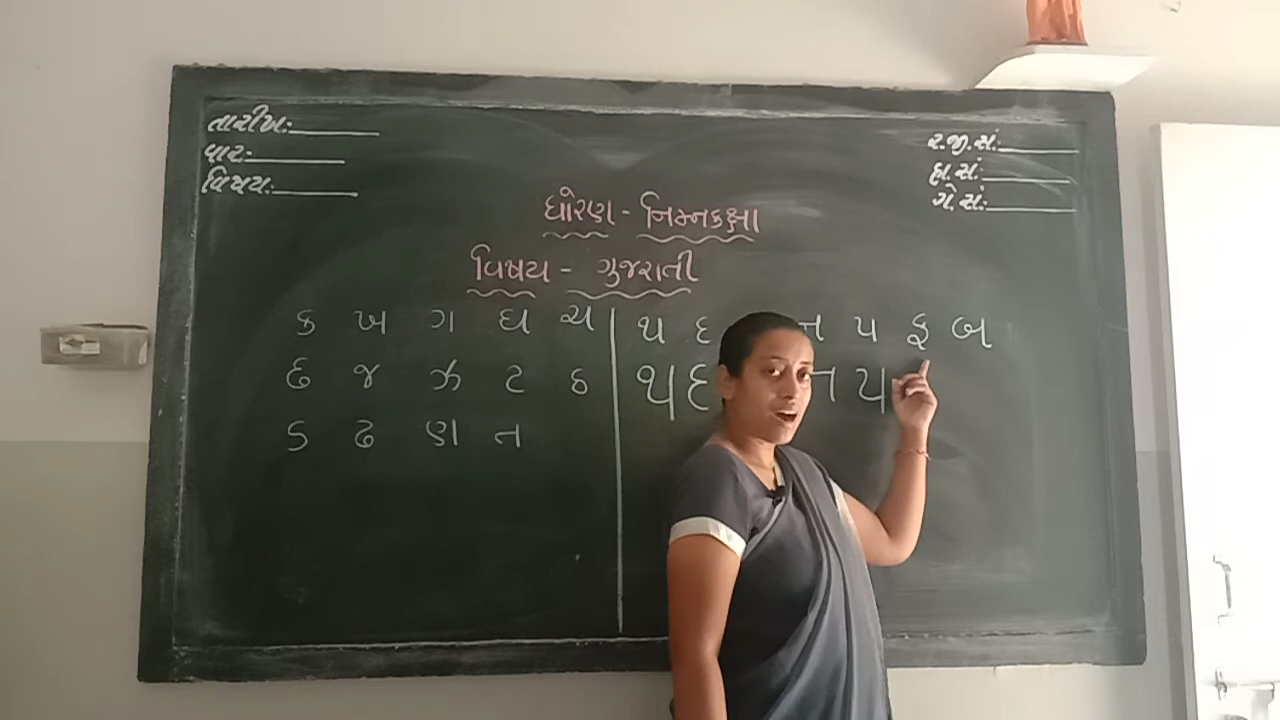 તારીખ:
વાર:
વિષય:
ર.જી.સં:
હા.સં:
ગે.સં:
ધોરણ - નિમ્નકક્ષા
વિષય - ગુજરાતી
ક ખ ગ ઘ ચ
છ જ ઝ ટ ઠ
ડ ઢ ણ ત
થ દ ન પ ફ બ
થ દ ન પ